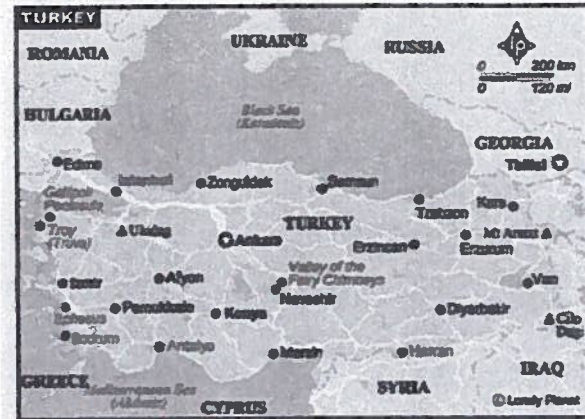 TURKEY
ROMANIA
UKRAINE
RUSSIA
0 200 km
0 120 mi
BULGARIA
Black Sea
(Karadeniz)
GEORGIA
Tbilisi
Edirne
Istanbul
Zonguldak
Samsun
Gallipoli
Peninsula
Trabzon
Kars
Troy
(Truva)
Uludag
TURKEY
Ankara
Erzincan
Erzurum
Mt Ararat
Izmir
Afyon
Valley of the
Fairy Chimneys
Van
Ephesus
Pamukkale
Konya
Nevsehir
Diyarbakir
Cilo
Dag
Bodrum
Antalya
Mersin
Harran
GREECE
Mediterranean Sea
(Akdeniz)
CYPRUS
SYRIA
IRAQ
© Lonely Planet